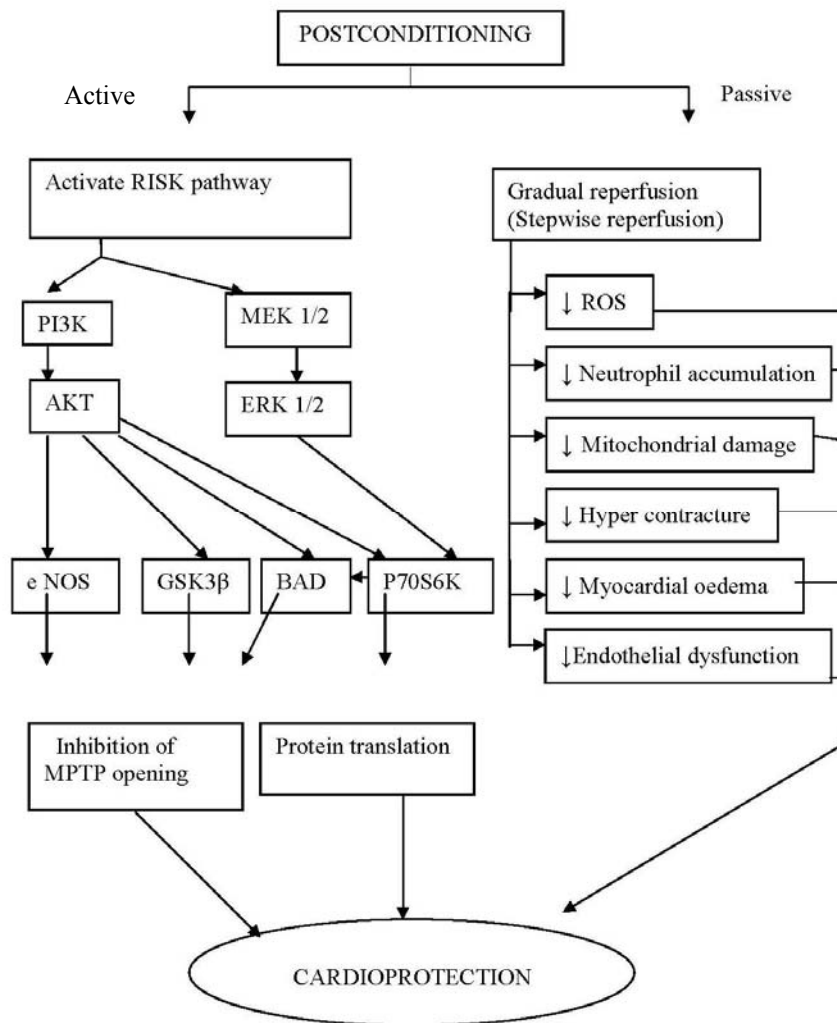 POSTCONDITIONING
Active
Passive
Activate RISK pathway
Gradual reperfusion
(Stepwise reperfusion)
PI3K
MEK 1/2
↓ ROS
↓ Neutrophil accumulation
AKT
ERK 1/2
↓ Mitochondrial damage
↓ Hyper contracture
e NOS
GSK3β
BAD
P70S6K
↓ Myocardial oedema
↓Endothelial dysfunction
Inhibition of
MPTP opening
Protein translation
CARDIOPROTECTION